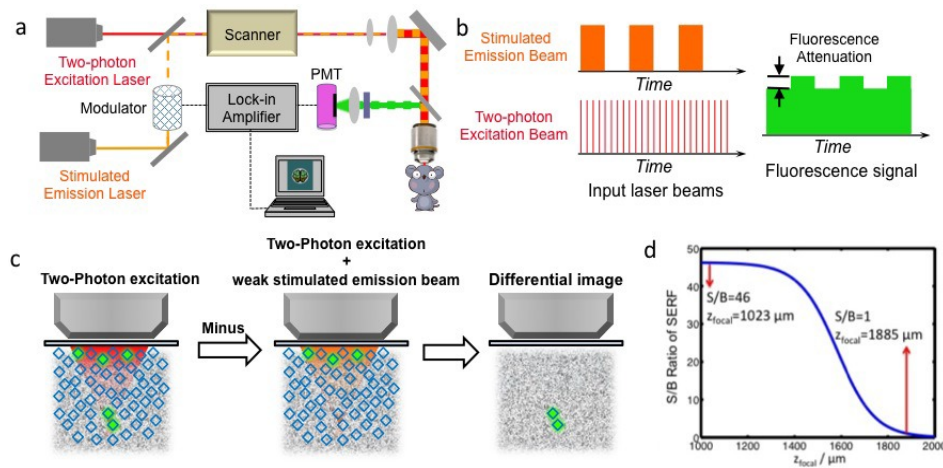 a
Two-photon
Excitation Laser
Scanner
Modulator
Lock-in
Amplifier
PMT
Stimulated
Emission Laser
b
Stimulated
Emission Beam
Time
Two-photon
Excitation Beam
Time
Input laser beams
Fluorescence
Attenuation
Time
Fluorescence signal
c
Two-Photon excitation
Minus
Two-Photon excitation
+
weak stimulated emission beam
Differential image
d
S/B Ratio of SERF
50
40
30
20
10
0
S/B=46
z_focal=1023 μm
S/B=1
z_focal=1885 μm
1000 1200 1400 1600 1800 2000
z_focal / μm